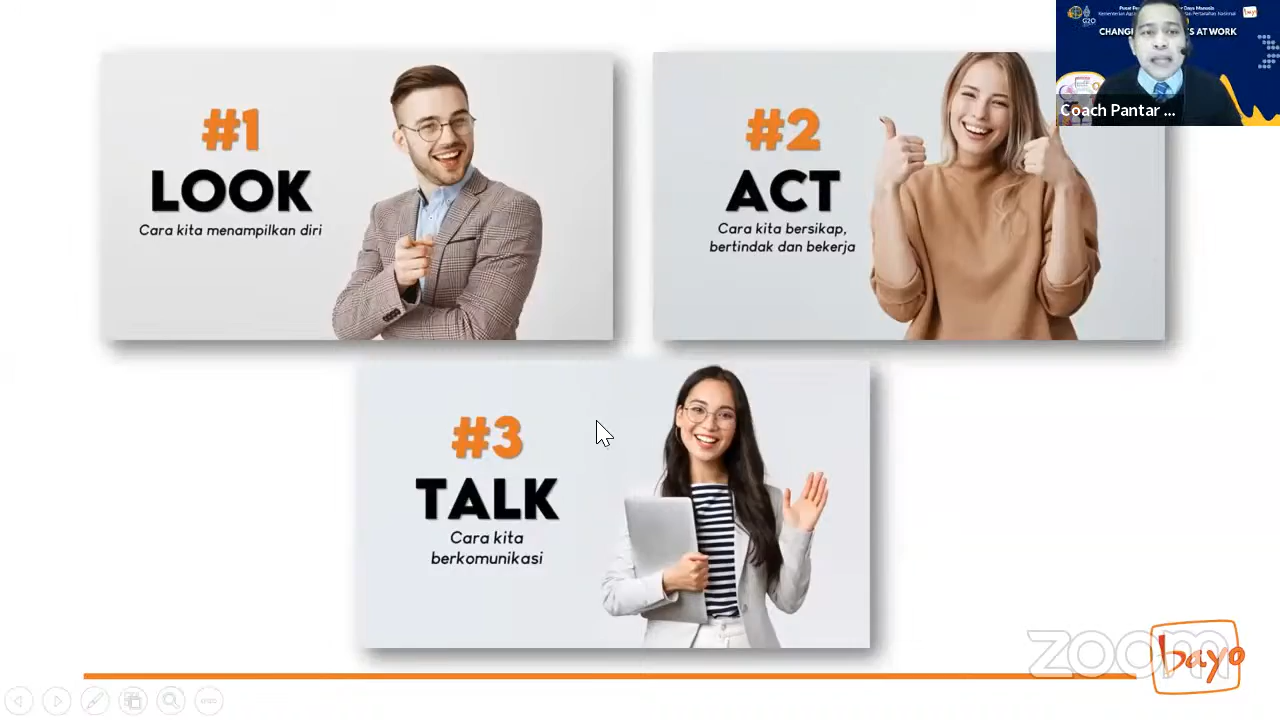 #1
LOOK
Cara kita menampilkan diri
#2
ACT
Cara kita bersikap,
bertindak dan bekerja
#3
TALK
Cara kita
berkomunikasi
G20
AT WORK
Coach Pantar ...
zoom
bayo